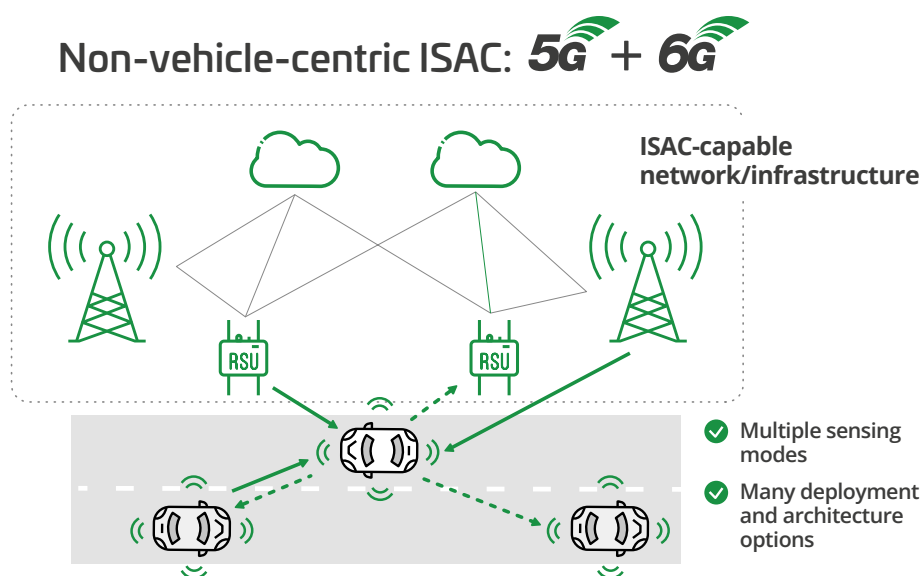 Non-vehicle-centric ISAC: 5G + 6G
ISAC-capable
network/infrastructure
RSU
RSU
Multiple sensing
modes
Many deployment
and architecture
options